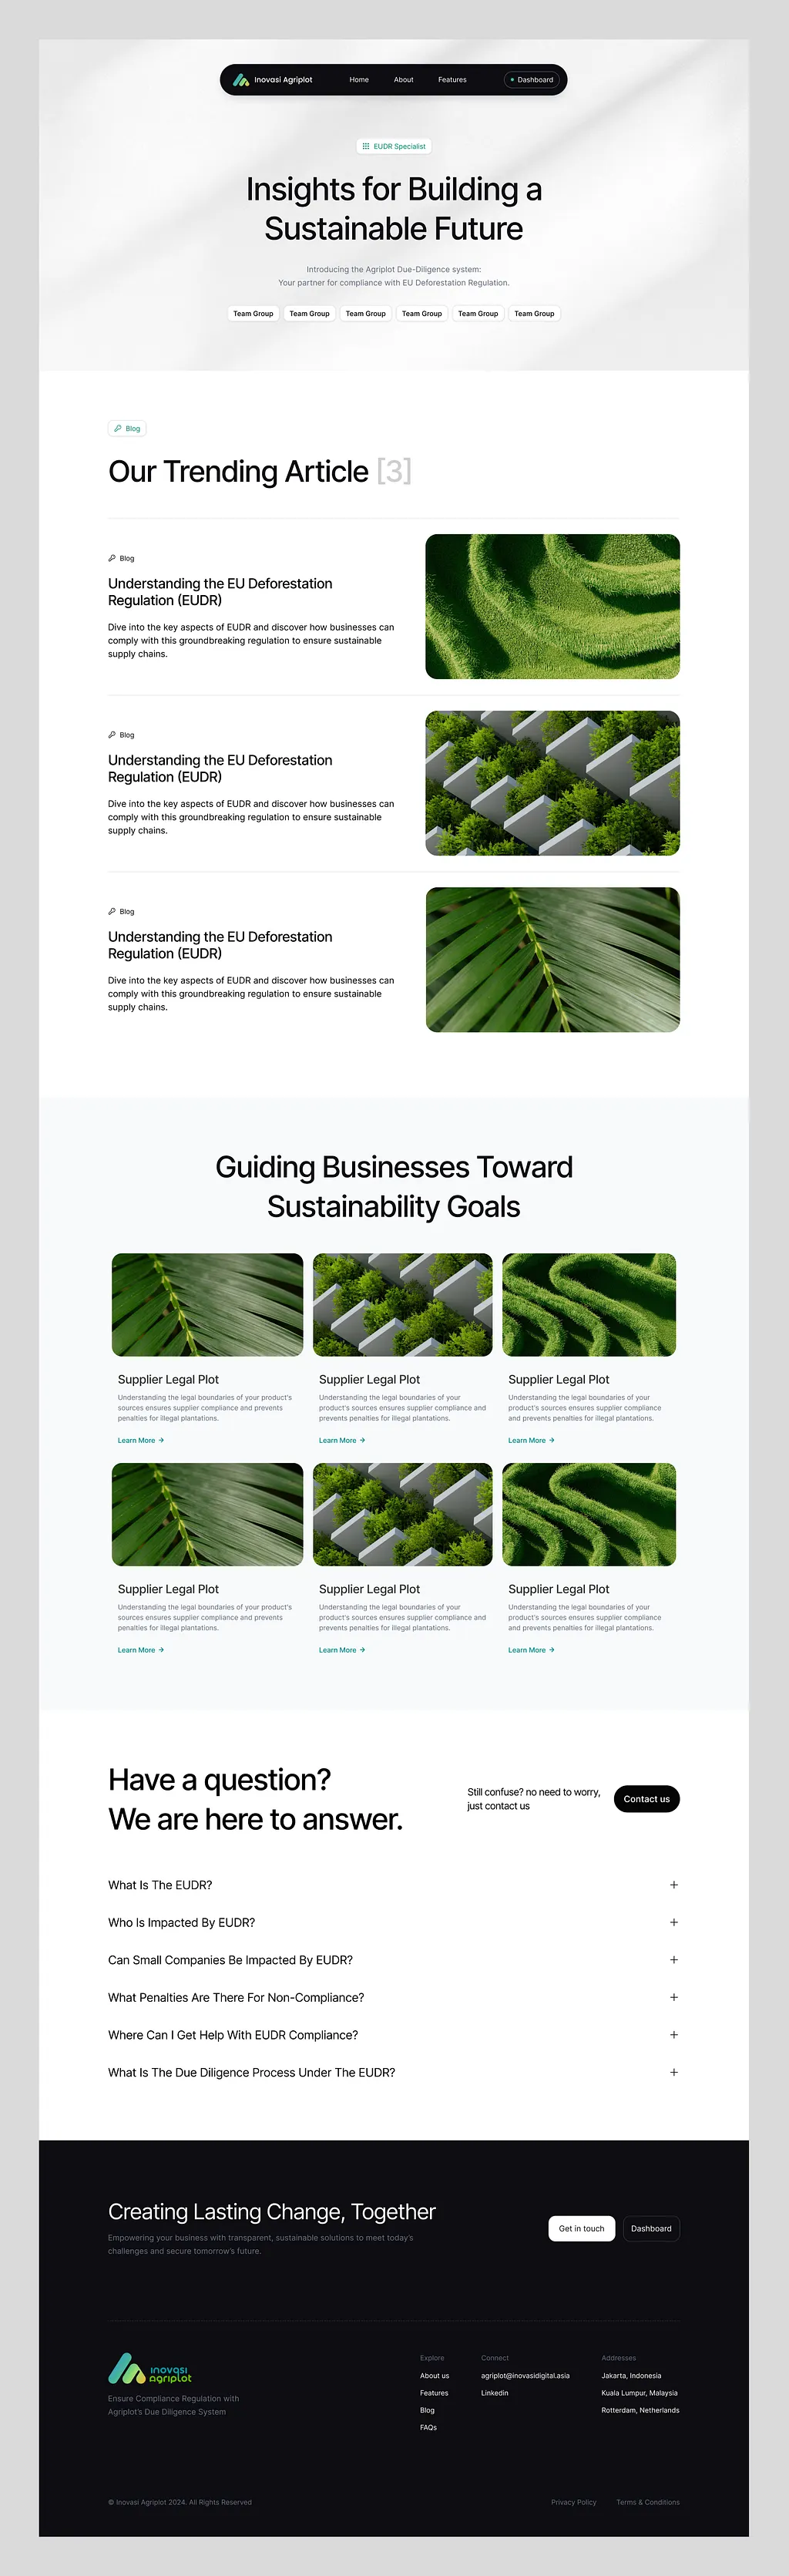 Inovasi Agriplot
Home
About
Features
Dashboard
EUDR Specialist
Insights for Building a
Sustainable Future
Introducing the Agriplot Due-Diligence system:
Your partner for compliance with EU Deforestation Regulation.
Team Group
Team Group
Team Group
Team Group
Team Group
Team Group
Blog
Our Trending Article [3]
Blog
Understanding the EU Deforestation
Regulation (EUDR)
Dive into the key aspects of EUDR and discover how businesses can
comply with this groundbreaking regulation to ensure sustainable
supply chains.
Blog
Understanding the EU Deforestation
Regulation (EUDR)
Dive into the key aspects of EUDR and discover how businesses can
comply with this groundbreaking regulation to ensure sustainable
supply chains.
Blog
Understanding the EU Deforestation
Regulation (EUDR)
Dive into the key aspects of EUDR and discover how businesses can
comply with this groundbreaking regulation to ensure sustainable
supply chains.
Guiding Businesses Toward
Sustainability Goals
Supplier Legal Plot
Understanding the legal boundaries of your product's
sources ensures supplier compliance and prevents
penalties for illegal plantations.
Learn More →
Supplier Legal Plot
Understanding the legal boundaries of your
product's sources ensures supplier compliance and
prevents penalties for illegal plantations.
Learn More →
Supplier Legal Plot
Understanding the legal boundaries of your
product's sources ensures supplier compliance
and prevents penalties for illegal plantations.
Learn More →
Supplier Legal Plot
Understanding the legal boundaries of your product's
sources ensures supplier compliance and prevents
penalties for illegal plantations.
Learn More →
Supplier Legal Plot
Understanding the legal boundaries of your
product's sources ensures supplier compliance and
prevents penalties for illegal plantations.
Learn More →
Supplier Legal Plot
Understanding the legal boundaries of your
product's sources ensures supplier compliance
and prevents penalties for illegal plantations.
Learn More →
Have a question?
We are here to answer.
Still confuse? no need to worry,
just contact us
Contact us
What Is The EUDR?
Who Is Impacted By EUDR?
Can Small Companies Be Impacted By EUDR?
What Penalties Are There For Non-Compliance?
Where Can I Get Help With EUDR Compliance?
What Is The Due Diligence Process Under The EUDR?
Creating Lasting Change, Together
Empowering your business with transparent, sustainable solutions to meet today's
challenges and secure tomorrow's future.
Get in touch
Dashboard
inovasi
agriplot
Ensure Compliance Regulation with
Agriplot's Due Diligence System
Explore
About us
Features
Blog
FAQs
Connect
agriplot@inovasidigital.asia
Linkedin
Addresses
Jakarta, Indonesia
Kuala Lumpur, Malaysia
Rotterdam, Netherlands
© Inovasi Agriplot 2024. All Rights Reserved
Privacy Policy
Terms & Conditions